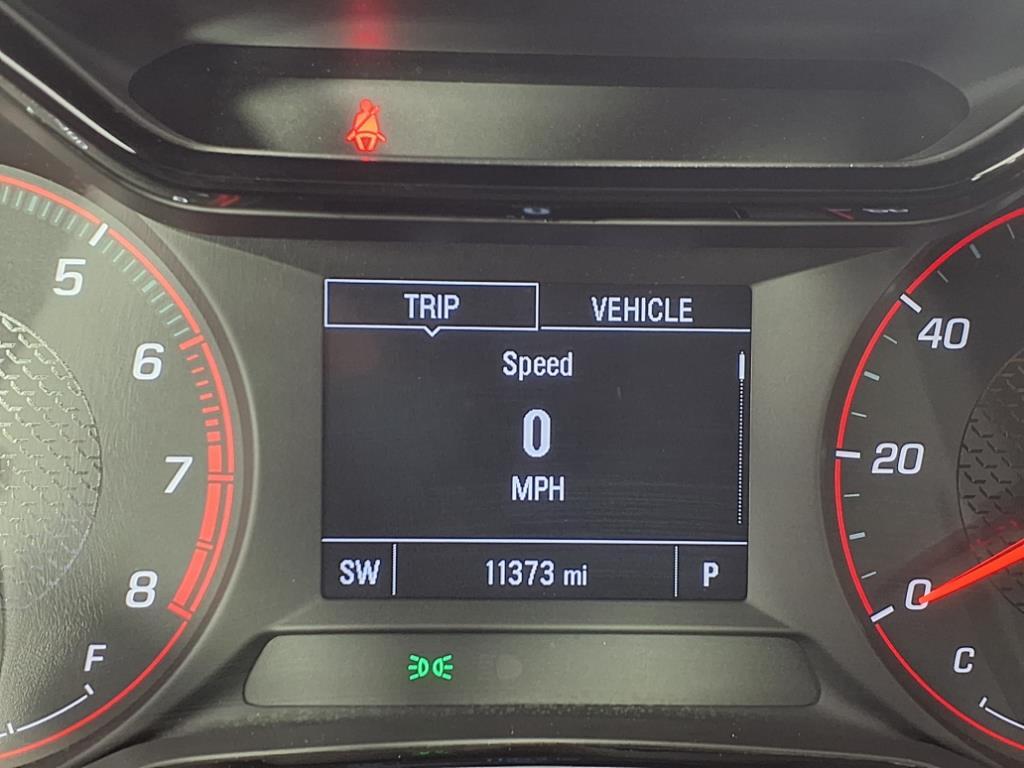 TRIP VEHICLE
Speed
0
MPH
SW 11373 mi P
5
6
7
8
F
40
20
0
C